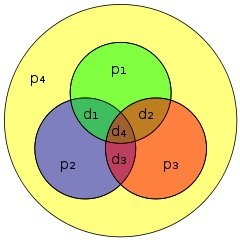 p₁
p₄
d₁ d₂
d₄
d₃
p₂ p₃